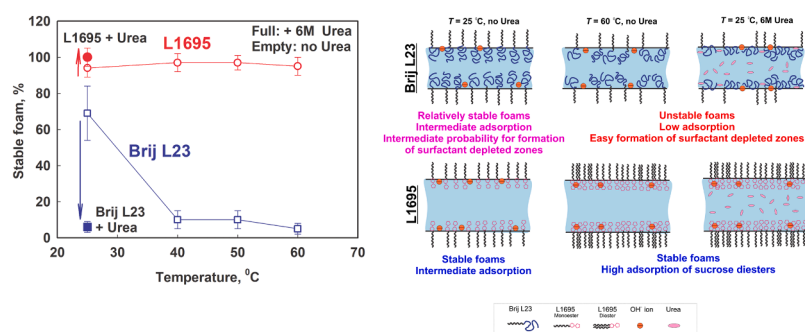 L1695 + Urea
L1695
Full: + 6M Urea
Empty: no Urea
Brij L23
Brij L23
+ Urea
Stable foam, %
120
100
80
60
40
20
0
20
30
40
50
60
70
Temperature, ⁰C
T = 25 °C, no Urea
T = 60 °C, no Urea
T = 25 °C, 6M Urea
Brij L23
Relatively stable foams
Intermediate adsorption
Intermediate probability for formation
of surfactant depleted zones
Unstable foams
Low adsorption
Easy formation of surfactant depleted zones
L1695
Stable foams
Intermediate adsorption
Stable foams
High adsorption of sucrose diesters
Brij L23
L1695
Monoester
L1695
Diester
OH⁻ Ion
Urea